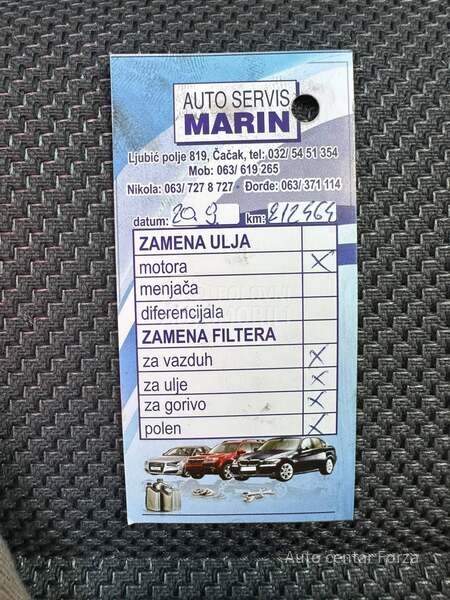 AUTO SERVIS
MARIN
Ljubić polje 819, Čačak, tel: 032/ 54 51 354
Mob: 063/ 619 265
Nikola: 063/ 727 8 727 - Đorđe: 063/ 371 114
datum: 20 9 km: 212464
ZAMENA ULJA
motora X
menjača
diferencijala
ZAMENA FILTERA
za vazduh X
za ulje X
za gorivo X
polen X
Auto centar Forza